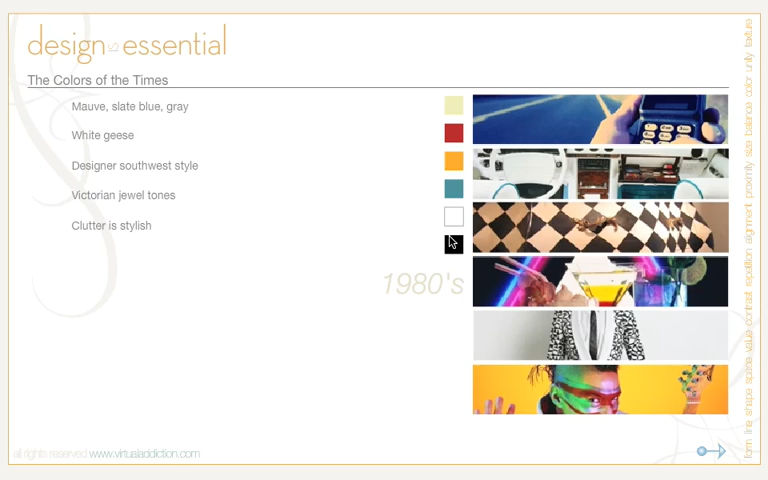 design is essential
The Colors of the Times
Mauve, slate blue, gray
White geese
Designer southwest style
Victorian jewel tones
Clutter is stylish
1980's
form line shape space value contrast repetition alignment proximity size balance color unity texture
all rights reserved www.virtualaddiction.com